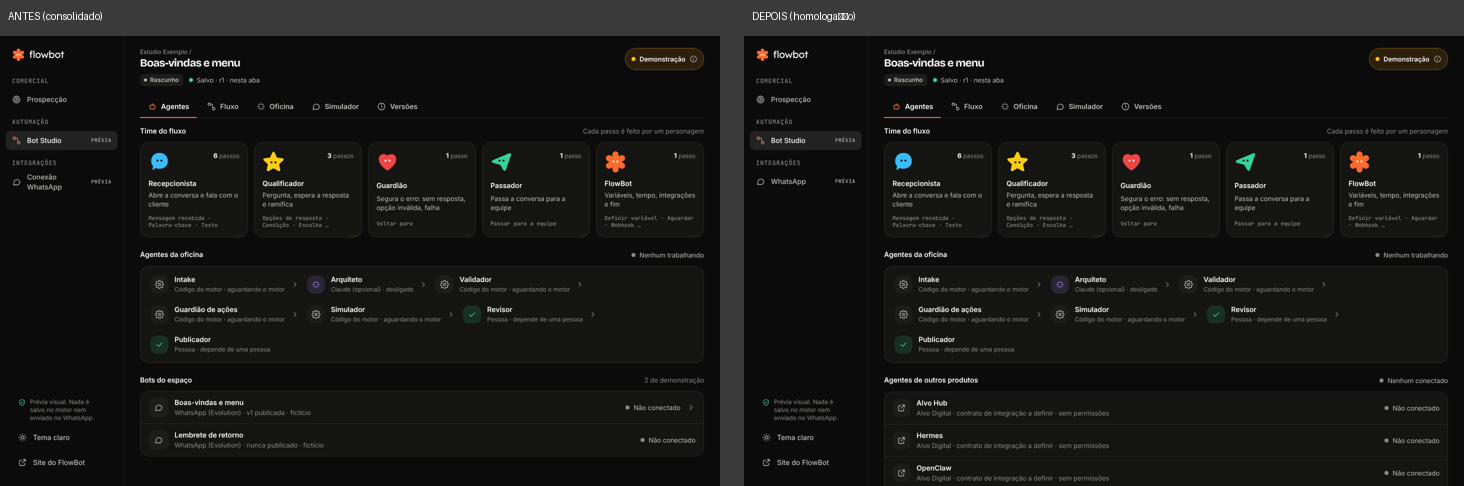 ANTES (consolidado)
flowbot
COMERCIAL
Prospecção
AUTOMAÇÃO
Bot Studio PRÉVIA
INTEGRAÇÕES
Conexão
WhatsApp PRÉVIA
Prévia visual. Nada é
salvo no motor nem
enviado no WhatsApp.
Tema claro
Site do FlowBot
Estúdio Exemplo /
Boas-vindas e menu
Rascunho Salvo · r1 · nesta aba
Demonstração
Agentes Fluxo Oficina Simulador Versões
Time do fluxo Cada passo é feito por um personagem
6 passos
Recepcionista
Abre a conversa e fala com o
cliente
Mensagem recebida ·
Palavra-chave · Texto
3 passos
Qualificador
Pergunta, espera a resposta
e ramifica
Opções de resposta ·
Condição · Escolha …
1 passo
Guardião
Segura o erro: sem resposta,
opção inválida, falha
Voltar para
1 passo
Passador
Passa a conversa para a
equipe
Passar para a equipe
1 passo
FlowBot
Variáveis, tempo, integrações
e fim
Definir variável · Aguardar
· Webhook …
Agentes da oficina Nenhum trabalhando
Intake
Código do motor · aguardando o motor
Arquiteto
Claude (opcional) · desligado
Validador
Código do motor · aguardando o motor
Guardião de ações
Código do motor · aguardando o motor
Simulador
Código do motor · aguardando o motor
Revisor
Pessoa · depende de uma pessoa
Publicador
Pessoa · depende de uma pessoa
Bots do espaço 2 de demonstração
Boas-vindas e menu
WhatsApp (Evolution) · v1 publicada · fictício
Não conectado
Lembrete de retorno
WhatsApp (Evolution) · nunca publicado · fictício
Não conectado
DEPOIS (homologa▯▯o)
flowbot
COMERCIAL
Prospecção
AUTOMAÇÃO
Bot Studio PRÉVIA
INTEGRAÇÕES
WhatsApp PRÉVIA
Prévia visual. Nada é
salvo no motor nem
enviado no WhatsApp.
Tema claro
Site do FlowBot
Estúdio Exemplo /
Boas-vindas e menu
Rascunho Salvo · r1 · nesta aba
Demonstração
Agentes Fluxo Oficina Simulador Versões
Time do fluxo Cada passo é feito por um personagem
6 passos
Recepcionista
Abre a conversa e fala com o
cliente
Mensagem recebida ·
Palavra-chave · Texto
3 passos
Qualificador
Pergunta, espera a resposta
e ramifica
Opções de resposta ·
Condição · Escolha …
1 passo
Guardião
Segura o erro: sem resposta,
opção inválida, falha
Voltar para
1 passo
Passador
Passa a conversa para a
equipe
Passar para a equipe
1 passo
FlowBot
Variáveis, tempo, integrações
e fim
Definir variável · Aguardar
· Webhook …
Agentes da oficina Nenhum trabalhando
Intake
Código do motor · aguardando o motor
Arquiteto
Claude (opcional) · desligado
Validador
Código do motor · aguardando o motor
Guardião de ações
Código do motor · aguardando o motor
Simulador
Código do motor · aguardando o motor
Revisor
Pessoa · depende de uma pessoa
Publicador
Pessoa · depende de uma pessoa
Agentes de outros produtos Nenhum conectado
Alvo Hub
Alvo Digital · contrato de integração a definir · sem permissões
Não conectado
Hermes
Alvo Digital · contrato de integração a definir · sem permissões
Não conectado
OpenClaw
Alvo Digital · contrato de integração a definir · sem permissões
Não conectado